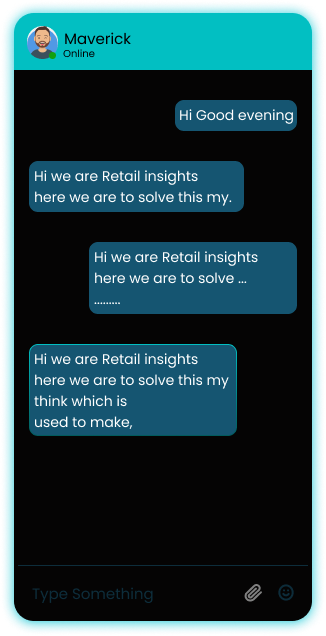 Maverick
Online
Hi Good evening
Hi we are Retail insights
here we are to solve this my.
Hi we are Retail insights
here we are to solve ...
.........
Hi we are Retail insights
here we are to solve this my
think which is
used to make,
Type Something